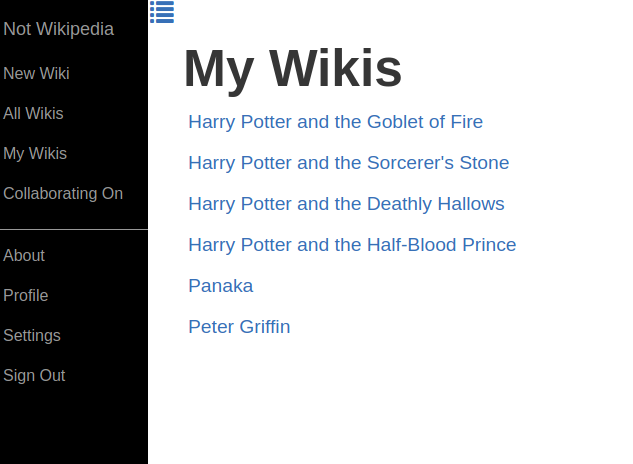 Not Wikipedia
New Wiki
All Wikis
My Wikis
Collaborating On
About
Profile
Settings
Sign Out
My Wikis
Harry Potter and the Goblet of Fire
Harry Potter and the Sorcerer's Stone
Harry Potter and the Deathly Hallows
Harry Potter and the Half-Blood Prince
Panaka
Peter Griffin